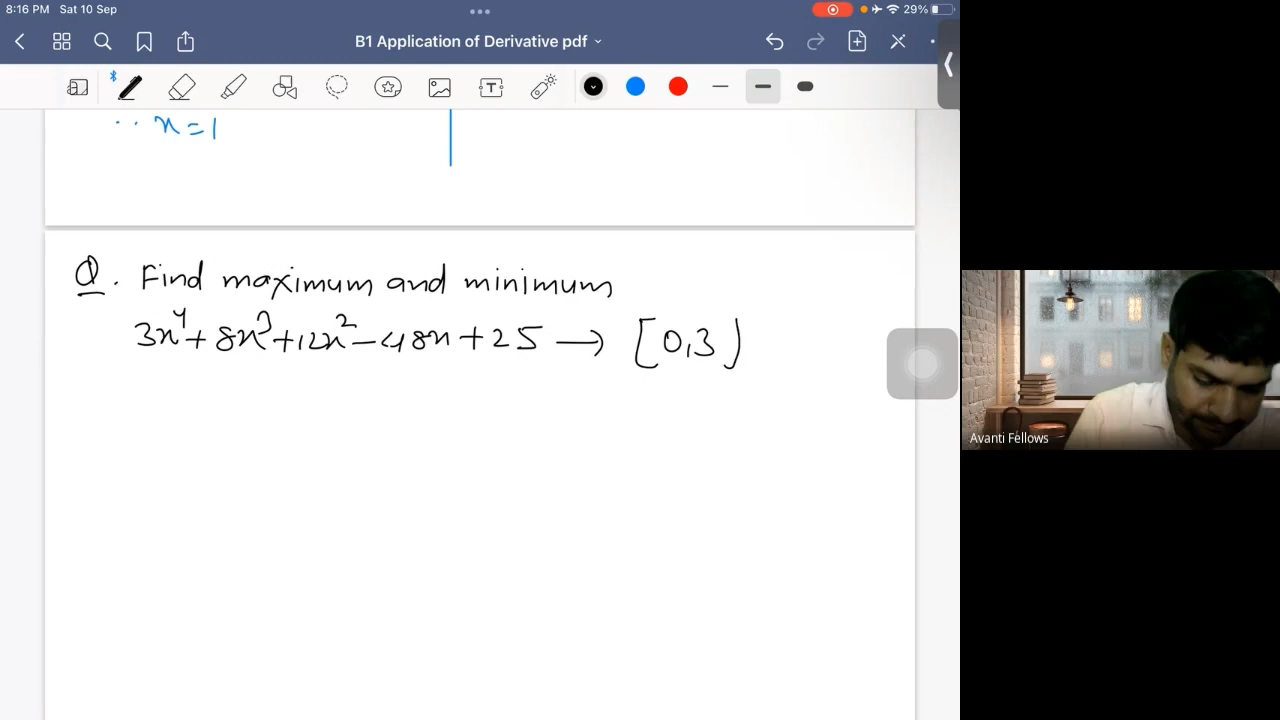 8:16 PM Sat 10 Sep
29%
B1 Application of Derivative pdf
T
∴ x = 1
Q. Find maximum and minimum
3x⁴ + 8x³ + 12x² - 48x + 25 → [0,3]
Avanti Fellows